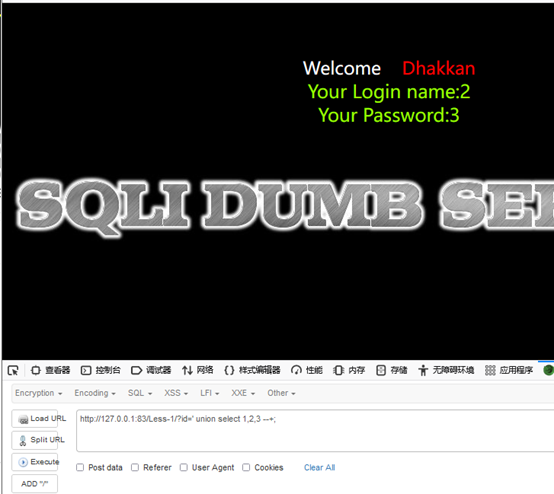 Welcome Dhakkan
Your Login name:2
Your Password:3
SQLI DUMB SER
查看器 控制台 调试器 网络 样式编辑器 性能 内存 存储 无障碍环境 应用程序
Encryption Encoding SQL XSS LFI XXE Other
Load URL
http://127.0.0.1:83/Less-1/?id=' union select 1,2,3 --+;
Split URL
Execute
Post data Referer User Agent Cookies Clear All
ADD "/"